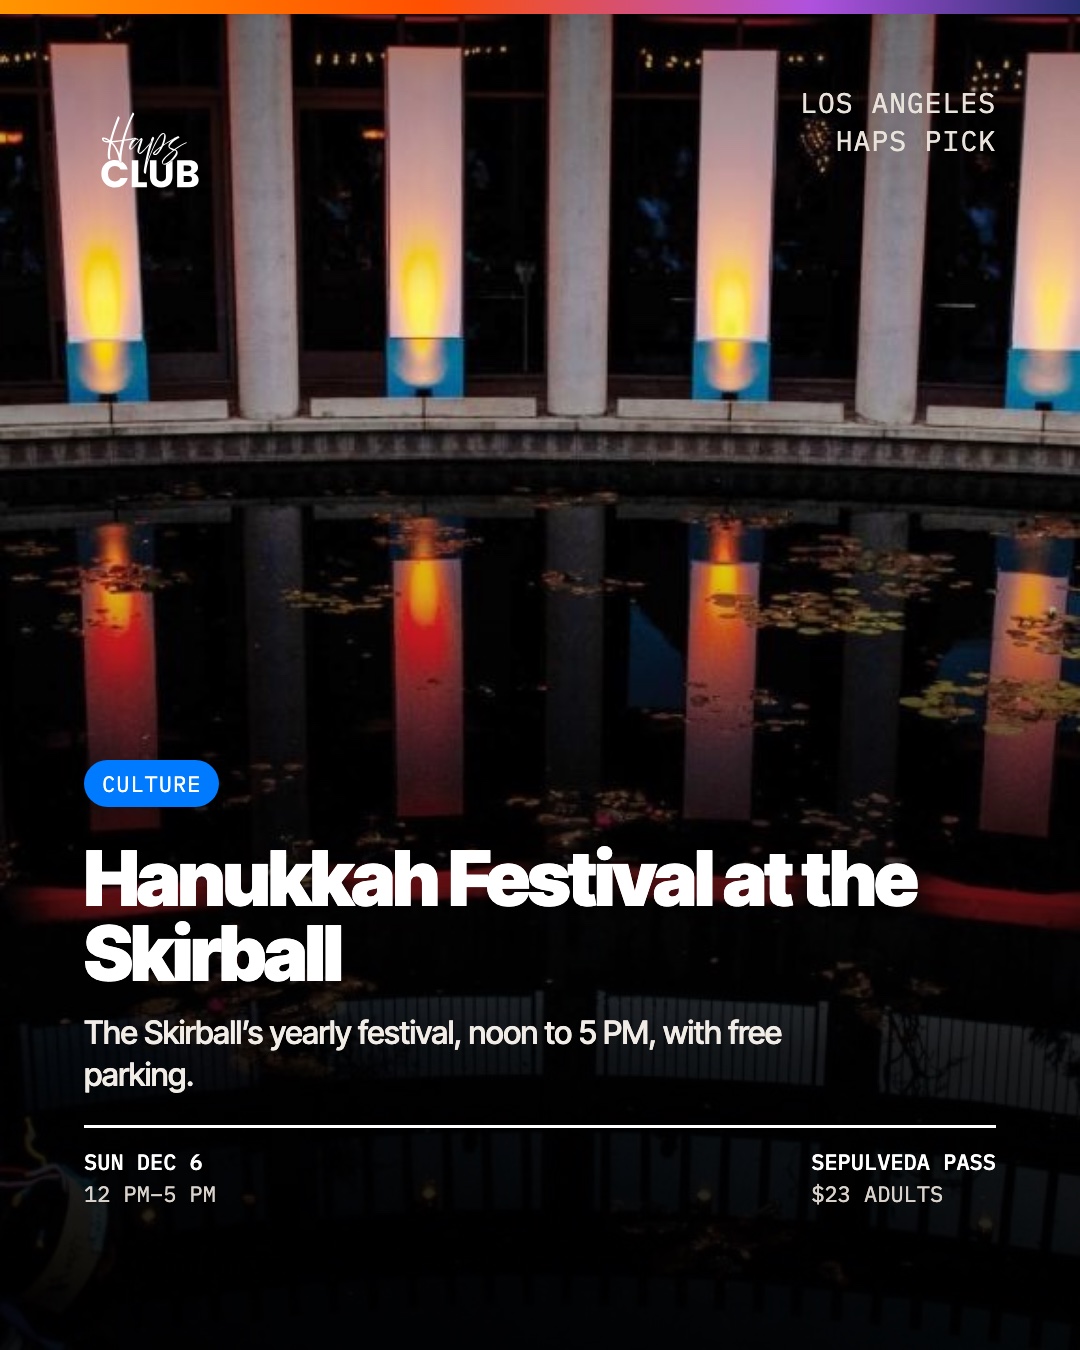 Haps
CLUB
LOS ANGELES
HAPS PICK
CULTURE
Hanukkah Festival at the
Skirball
The Skirball’s yearly festival, noon to 5 PM, with free
parking.
SUN DEC 6
12 PM–5 PM
SEPULVEDA PASS
$23 ADULTS